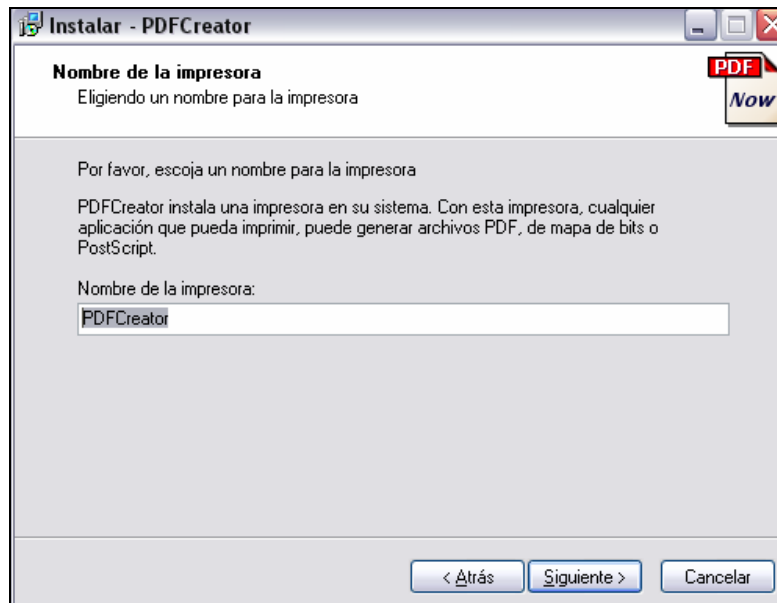 Instalar - PDFCreator
Nombre de la impresora
Eligiendo un nombre para la impresora
PDF
Now
Por favor, escoja un nombre para la impresora
PDFCreator instala una impresora en su sistema. Con esta impresora, cualquier
aplicación que pueda imprimir, puede generar archivos PDF, de mapa de bits o
PostScript.
Nombre de la impresora:
PDFCreator
< Atrás
Siguiente >
Cancelar